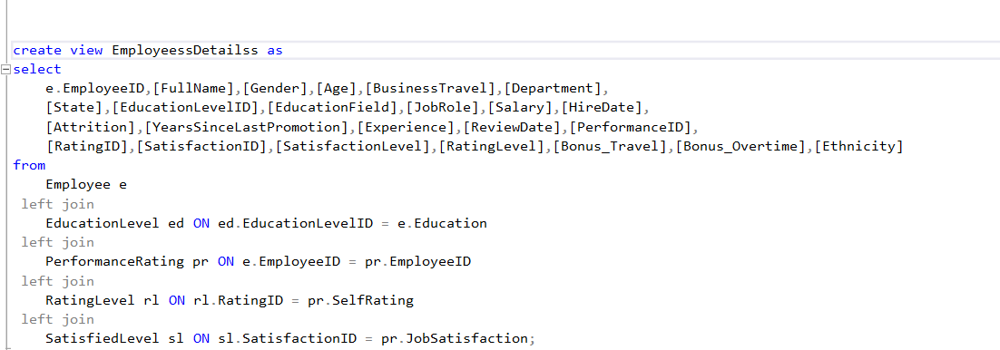 create view EmployeessDetailss as
select
e.EmployeeID,[FullName],[Gender],[Age],[BusinessTravel],[Department],
[State],[EducationLevelID],[EducationField],[JobRole],[Salary],[HireDate],
[Attrition],[YearsSinceLastPromotion],[Experience],[ReviewDate],[PerformanceID],
[RatingID],[SatisfactionID],[SatisfactionLevel],[RatingLevel],[Bonus_Travel],[Bonus_Overtime],[Ethnicity]
from
Employee e
left join
EducationLevel ed ON ed.EducationLevelID = e.Education
left join
PerformanceRating pr ON e.EmployeeID = pr.EmployeeID
left join
RatingLevel rl ON rl.RatingID = pr.SelfRating
left join
SatisfiedLevel sl ON sl.SatisfactionID = pr.JobSatisfaction;